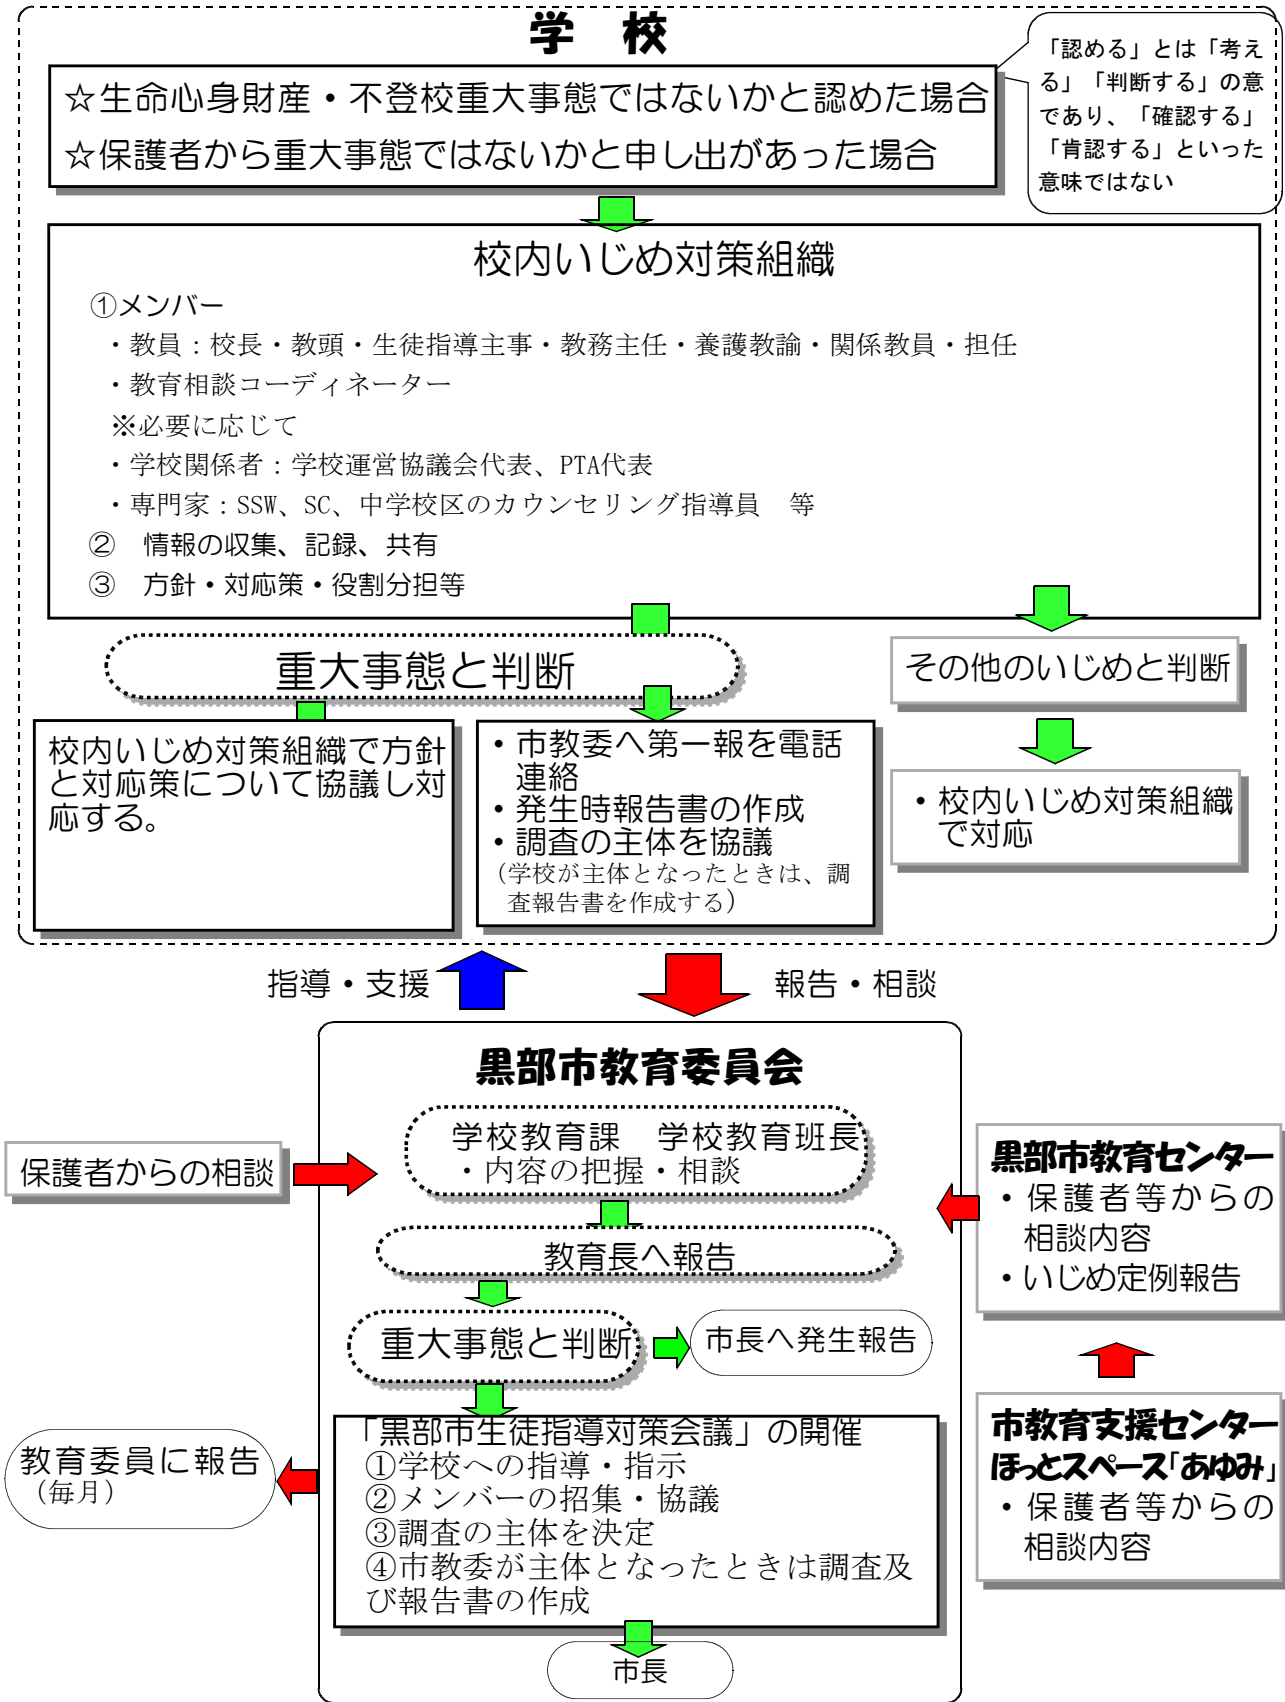 学　校
「認める」とは「考え
る」「判断する」の意
であり、「確認する」
「肯認する」といった
意味ではない
☆生命心身財産・不登校重大事態ではないかと認めた場合
☆保護者から重大事態ではないかと申し出があった場合
校内いじめ対策組織
①メンバー
・教員：校長・教頭・生徒指導主事・教務主任・養護教諭・関係教員・担任
・教育相談コーディネーター
※必要に応じて
・学校関係者：学校運営協議会代表、PTA代表
・専門家：SSW、SC、中学校区のカウンセリング指導員　等
②　情報の収集、記録、共有
③　方針・対応策・役割分担等
重大事態と判断
その他のいじめと判断
校内いじめ対策組織で方針
と対応策について協議し対
応する。
・市教委へ第一報を電話
連絡
・発生時報告書の作成
・調査の主体を協議
（学校が主体となったときは、調
査報告書を作成する）
・校内いじめ対策組織
で対応
指導・支援
報告・相談
黒部市教育委員会
学校教育課　学校教育班長
・内容の把握・相談
保護者からの相談
教育長へ報告
重大事態と判断
市長へ発生報告
「黒部市生徒指導対策会議」の開催
①学校への指導・指示
②メンバーの招集・協議
③調査の主体を決定
④市教委が主体となったときは調査及
び報告書の作成
教育委員に報告
（毎月）
市長
黒部市教育センター
・保護者等からの
相談内容
・いじめ定例報告
市教育支援センター
ほっとスペース「あゆみ」
・保護者等からの
相談内容